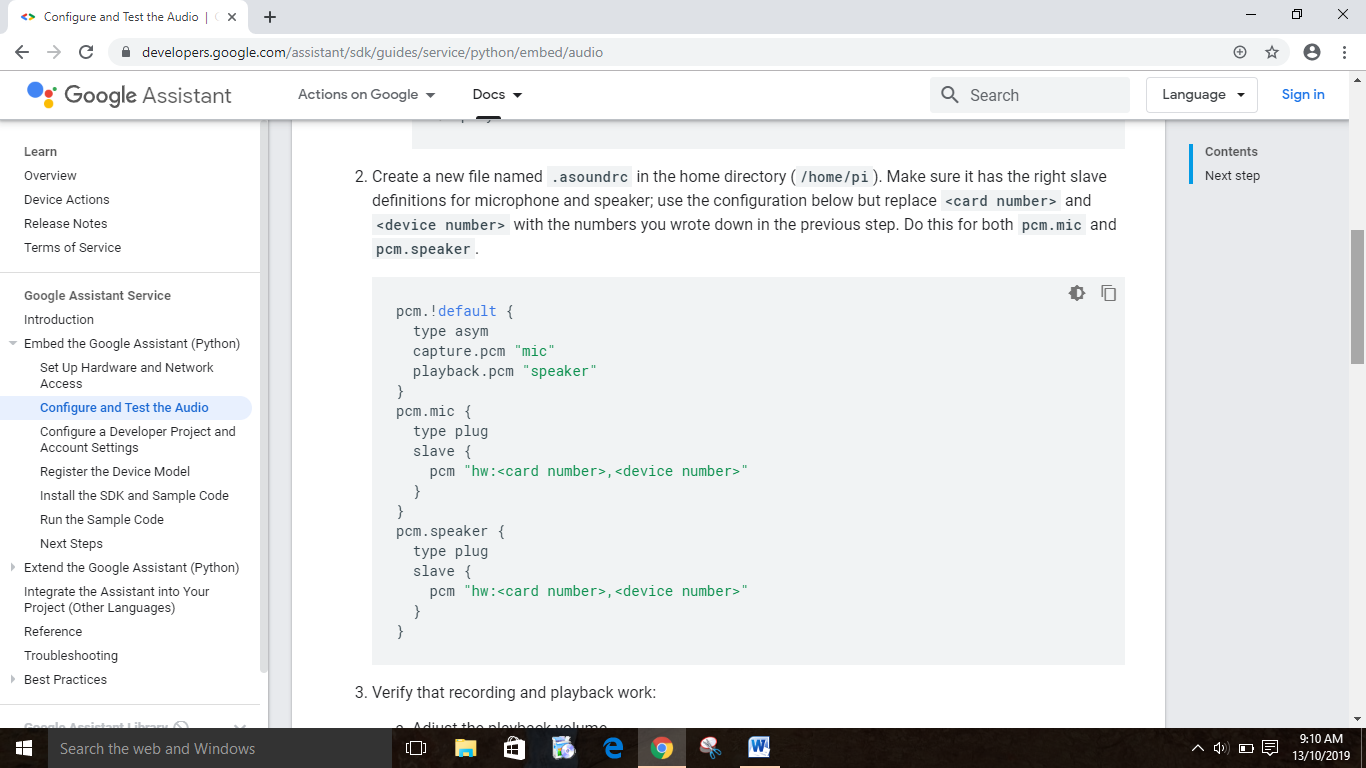 Configure and Test the Audio |
developers.google.com/assistant/sdk/guides/service/python/embed/audio
Google Assistant
Actions on Google
Docs
Search
Language
Sign in
Learn
Overview
Device Actions
Release Notes
Terms of Service
Google Assistant Service
Introduction
Embed the Google Assistant (Python)
Set Up Hardware and Network
Access
Configure and Test the Audio
Configure a Developer Project and
Account Settings
Register the Device Model
Install the SDK and Sample Code
Run the Sample Code
Next Steps
Extend the Google Assistant (Python)
Integrate the Assistant into Your
Project (Other Languages)
Reference
Troubleshooting
Best Practices
Google Assistant Library
2. Create a new file named .asoundrc in the home directory ( /home/pi ). Make sure it has the right slave
definitions for microphone and speaker; use the configuration below but replace <card number> and
<device number> with the numbers you wrote down in the previous step. Do this for both pcm.mic and
pcm.speaker .
pcm.!default {
type asym
capture.pcm "mic"
playback.pcm "speaker"
}
pcm.mic {
type plug
slave {
pcm "hw:<card number>,<device number>"
}
}
pcm.speaker {
type plug
slave {
pcm "hw:<card number>,<device number>"
}
}
3. Verify that recording and playback work:
a. Adjust the playback volume.
Contents
Next step
Search the web and Windows
9:10 AM
13/10/2019